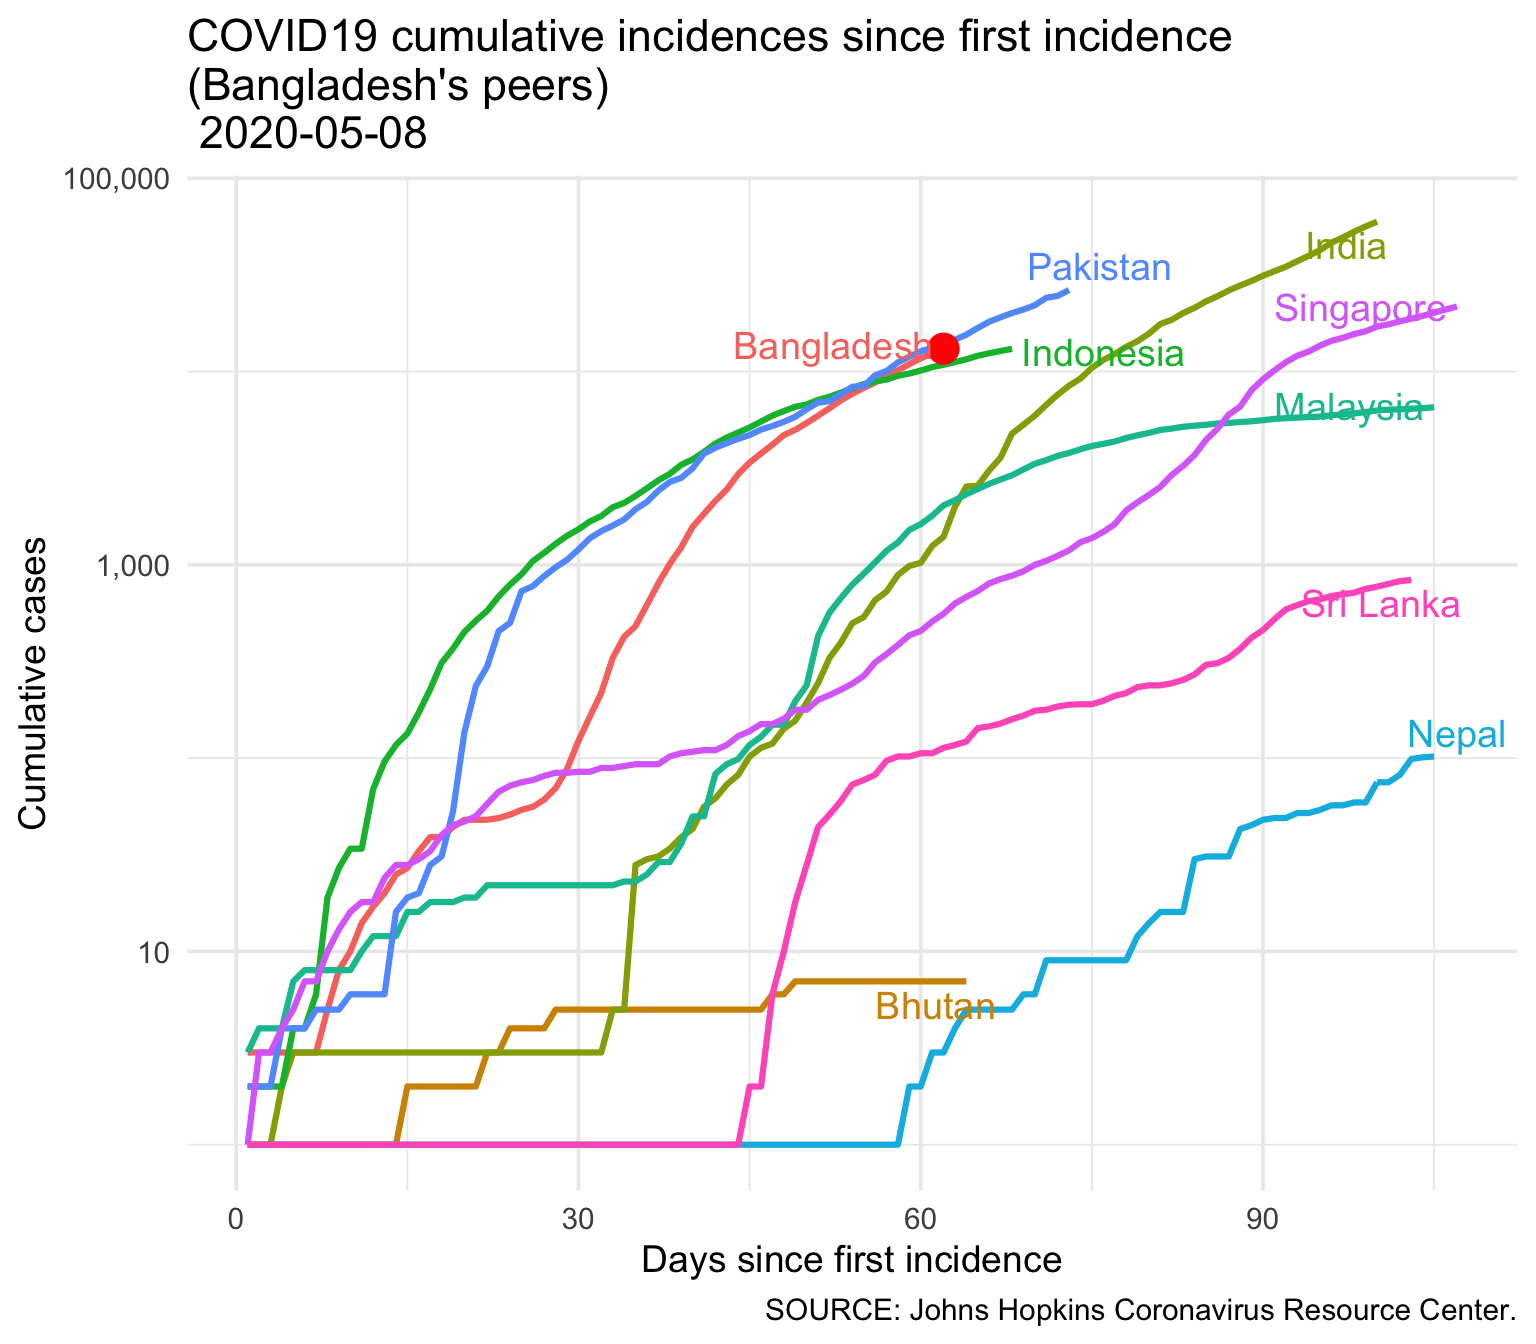 COVID19 cumulative incidences since first incidence
(Bangladesh's peers)
2020-05-08
100,000
1,000
10
Cumulative cases
India
Pakistan
Singapore
Bangladesh
Indonesia
Malaysia
Sri Lanka
Nepal
Bhutan
0
30
60
90
Days since first incidence
SOURCE: Johns Hopkins Coronavirus Resource Center.